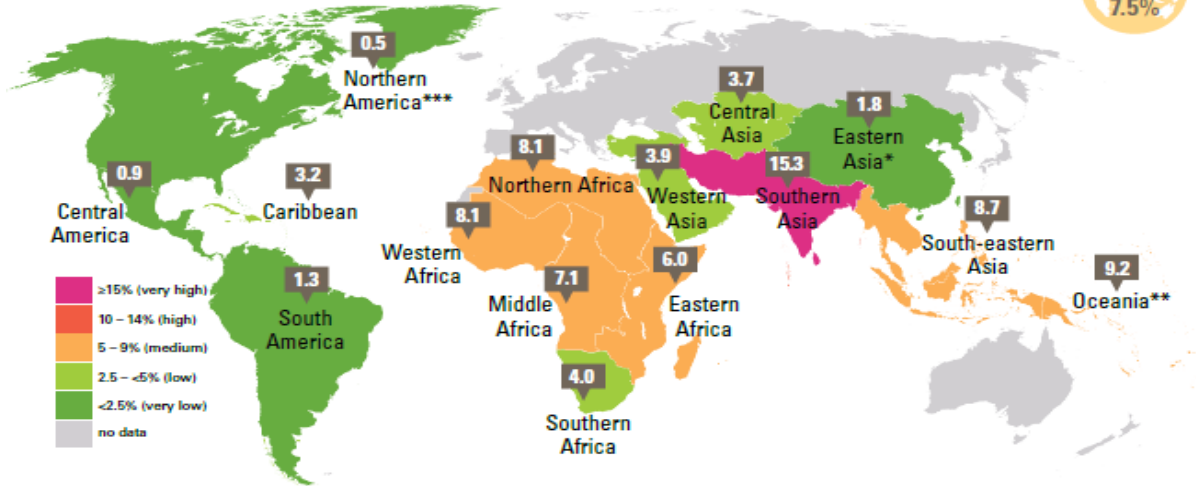 7.5%
0.5
Northern
America***
3.7
Central
Asia
1.8
Eastern
Asia*
8.1
Northern Africa
3.9
Western
Asia
15.3
Southern
Asia
0.9
Central
America
3.2
Caribbean
8.1
Western
Africa
8.7
South-eastern
Asia
6.0
Eastern
Africa
9.2
Oceania**
1.3
South
America
7.1
Middle
Africa
4.0
Southern
Africa
≥15% (very high)
10 – 14% (high)
5 – 9% (medium)
2.5 – <5% (low)
<2.5% (very low)
no data